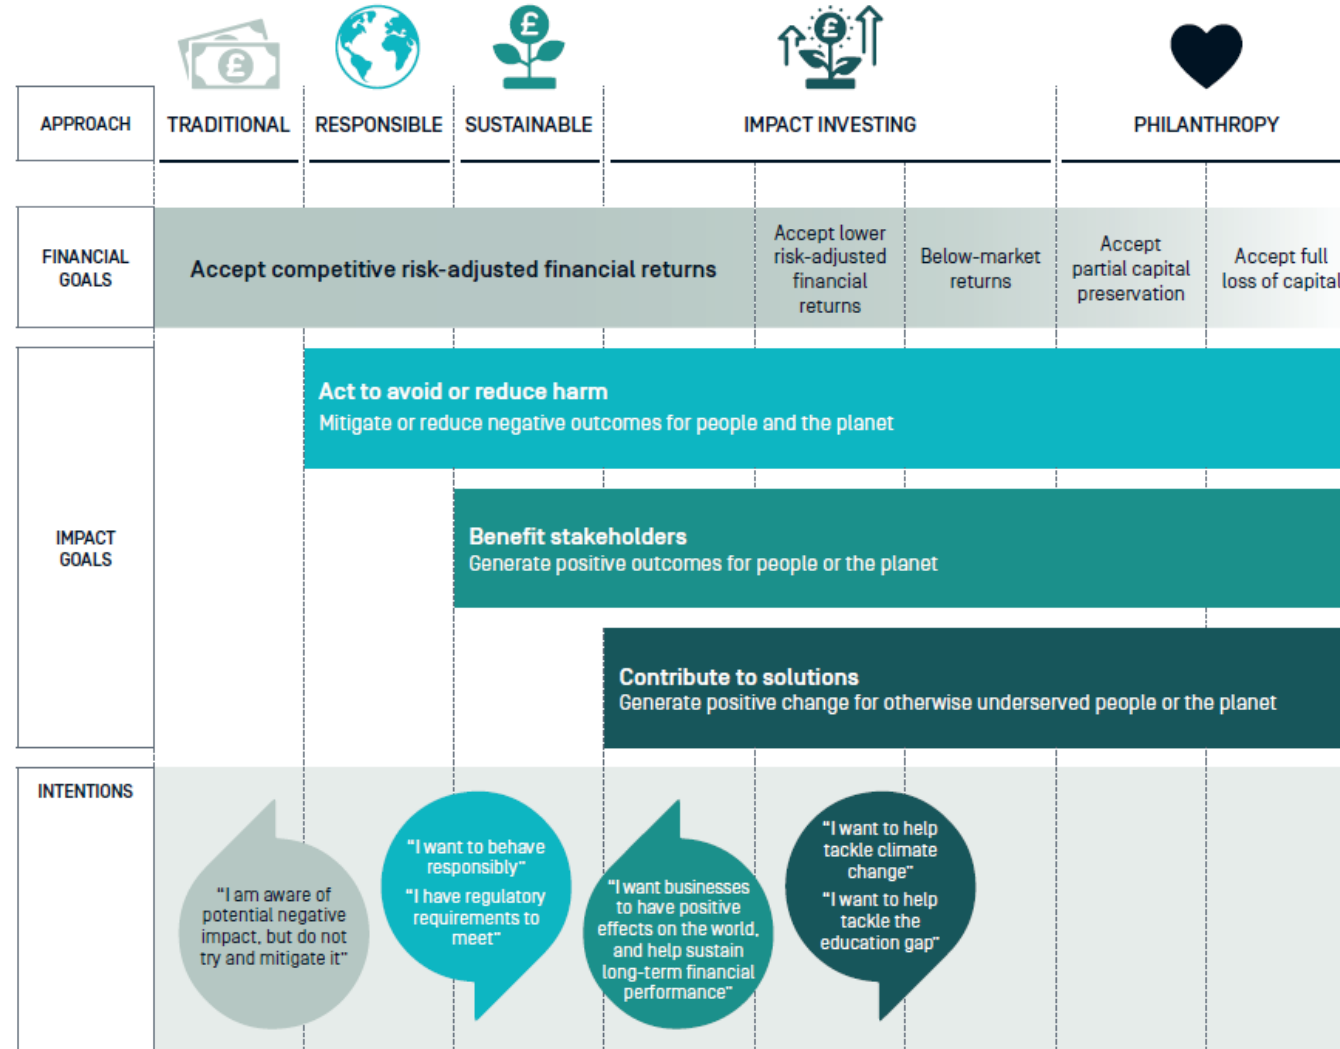 £
£
£
APPROACH
TRADITIONAL
RESPONSIBLE
SUSTAINABLE
IMPACT INVESTING
PHILANTHROPY
FINANCIAL
GOALS
Accept competitive risk-adjusted financial returns
Accept lower
risk-adjusted
financial
returns
Below-market
returns
Accept
partial capital
preservation
Accept full
loss of capital
IMPACT
GOALS
Act to avoid or reduce harm
Mitigate or reduce negative outcomes for people and the planet
Benefit stakeholders
Generate positive outcomes for people or the planet
Contribute to solutions
Generate positive change for otherwise underserved people or the planet
INTENTIONS
“I am aware of
potential negative
impact, but do not
try and mitigate it”
“I want to behave
responsibly”
“I have regulatory
requirements to
meet”
“I want businesses
to have positive
effects on the world,
and help sustain
long-term financial
performance”
“I want to help
tackle climate
change”
“I want to help
tackle the
education gap”